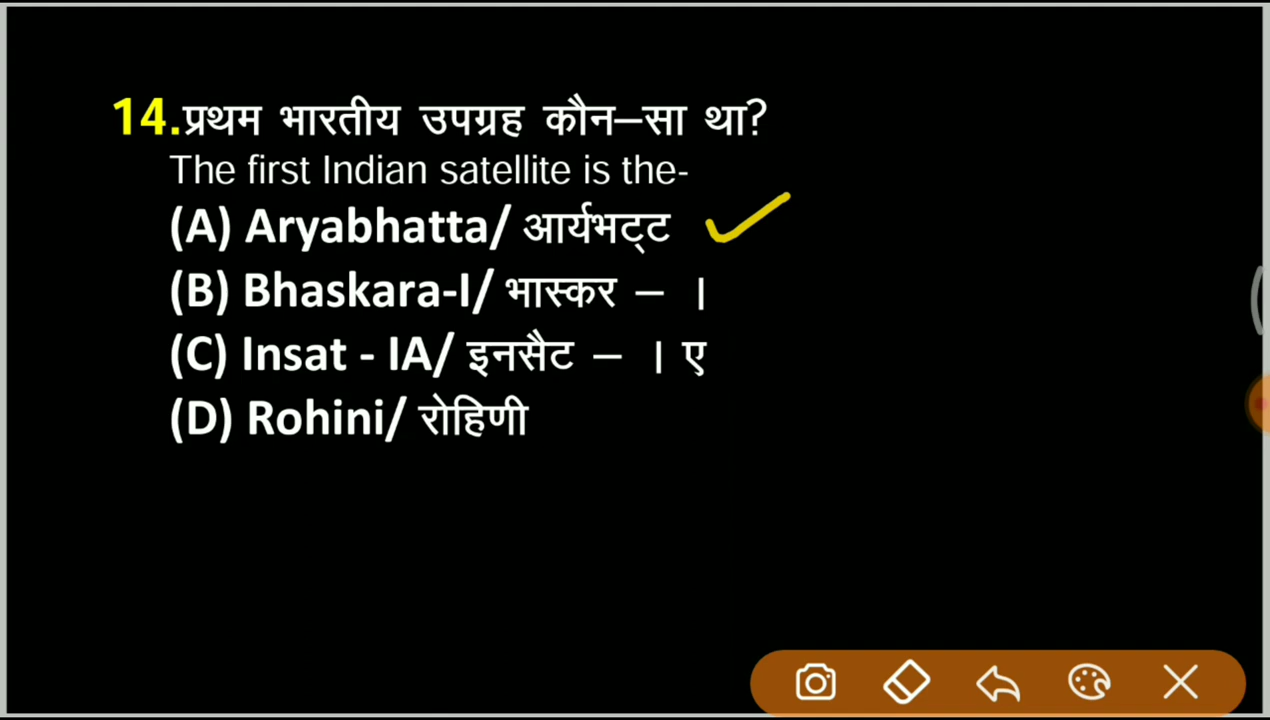 14.प्रथम भारतीय उपग्रह कौन–सा था?
The first Indian satellite is the-
(A) Aryabhatta/ आर्यभट्‌ट
(B) Bhaskara-I/ भास्कर – ।
(C) Insat - IA/ इनसैट – । ए
(D) Rohini/ रोहिणी